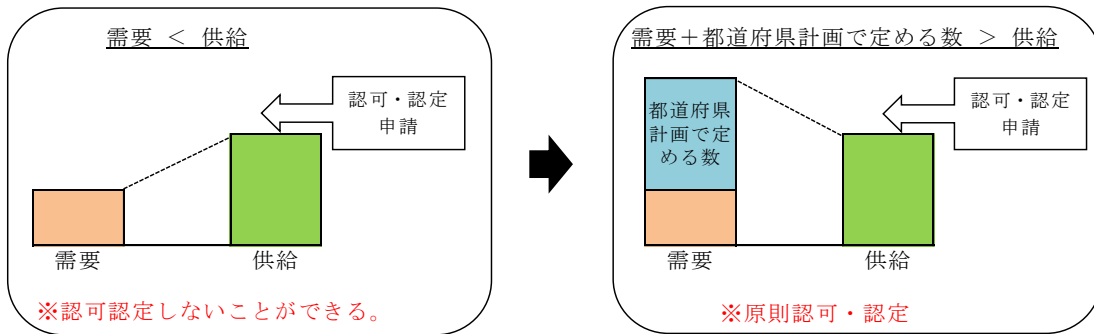 需要 < 供給
認可・認定
申請
需要
供給
※認可認定しないことができる。
需要＋都道府県計画で定める数 > 供給
都道府県
計画で定
める数
認可・認定
申請
需要
供給
※原則認可・認定